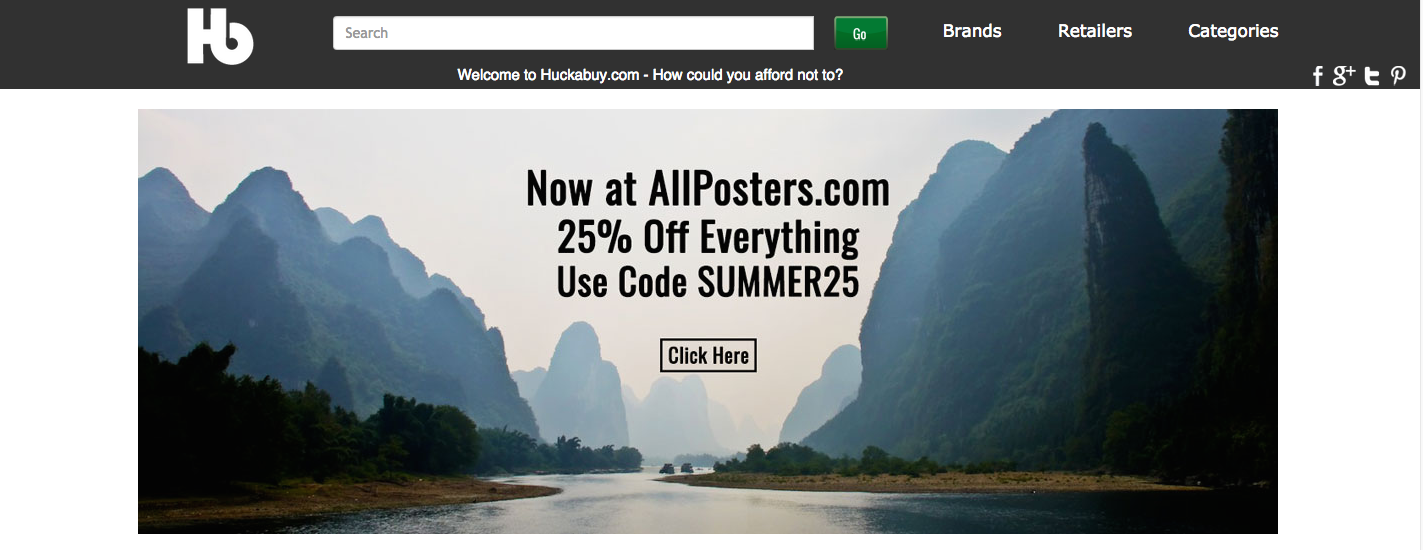 Hb
Search
Go
Brands
Retailers
Categories
Welcome to Huckabuy.com - How could you afford not to?
Now at AllPosters.com
25% Off Everything
Use Code SUMMER25
Click Here